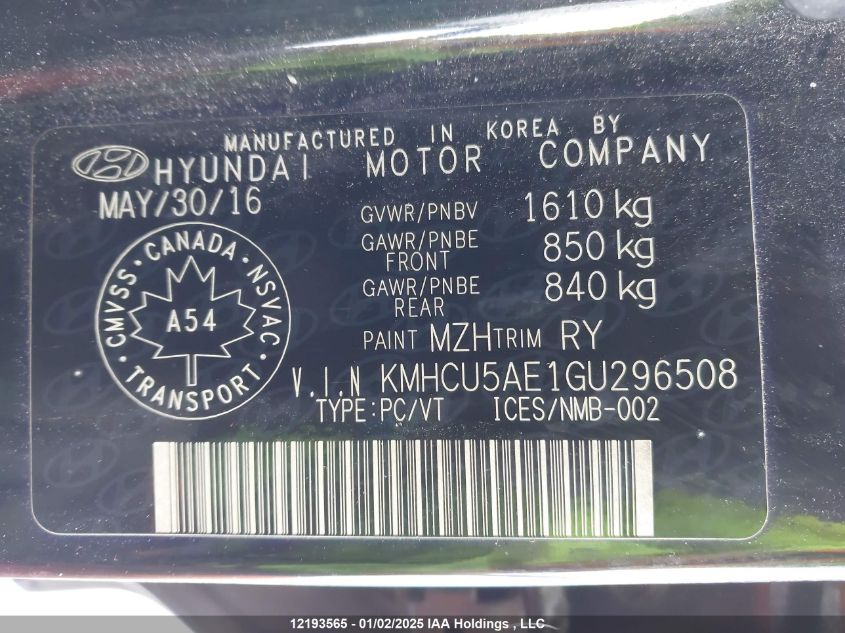 MANUFACTURED IN KOREA BY
HYUNDAI MOTOR COMPANY
MAY/30/16
GVWR/PNBV 1610 kg
GAWR/PNBE FRONT 850 kg
GAWR/PNBE REAR 840 kg
PAINT MZH TRIM RY
CMVSS · CANADA · NSVAC
A54
TRANSPORT
V.I.N KMHCU5AE1GU296508
TYPE:PC/VT ICES/NMB-002
12193565 - 01/02/2025 IAA Holdings , LLC